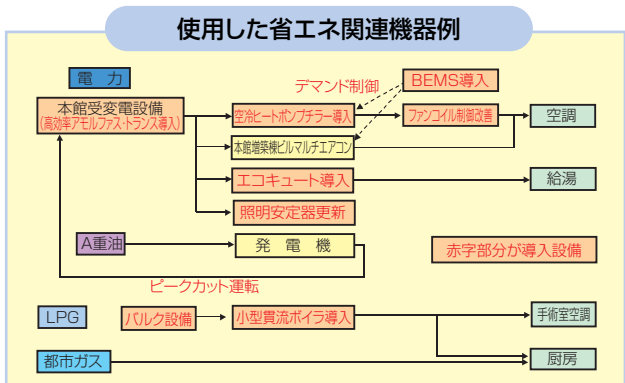 使用した省エネ関連機器例
電　力
デマンド制御
BEMS導入
本館受変電設備
(高効率アモルファス・トランス導入)
空冷ヒートポンプチラー導入
ファンコイル制御改善
空調
本館増築棟ビルマルチエアコン
エコキュート導入
給湯
照明安定器更新
A重油
発　電　機
赤字部分が導入設備
ピークカット運転
LPG
バルク設備
小型貫流ボイラ導入
手術室空調
都市ガス
厨房